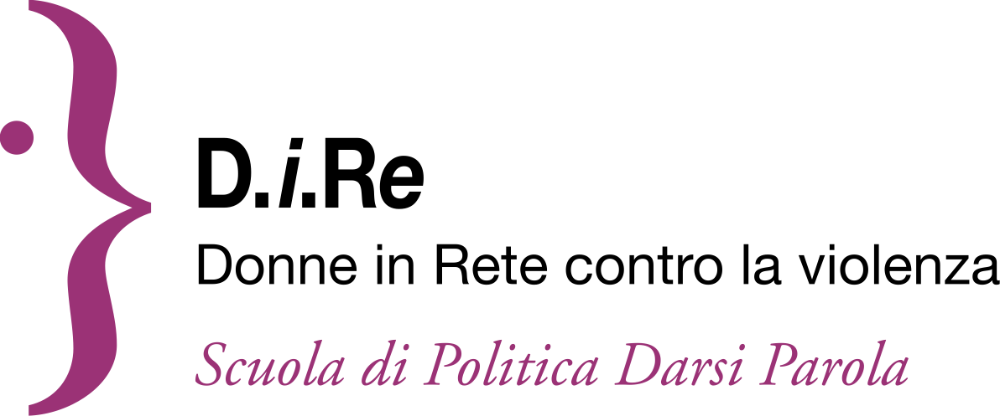 D.i.Re
Donne in Rete contro la violenza
Scuola di Politica Darsi Parola